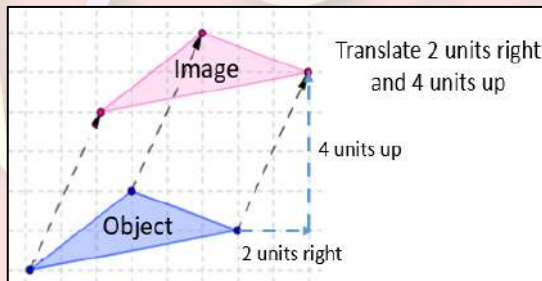 Image
Translate 2 units right
and 4 units up
4 units up
Object
2 units right